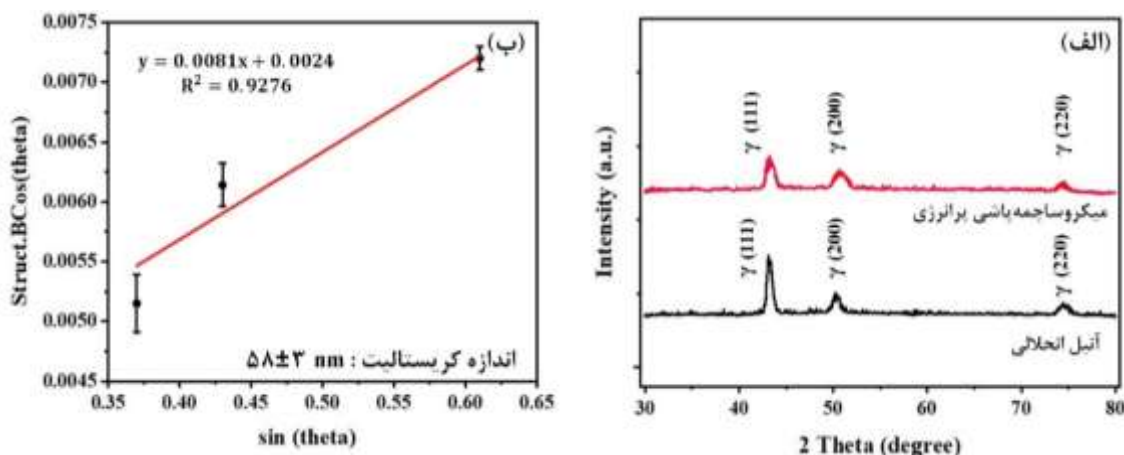 (ب)
y = 0.0081x + 0.0024
R² = 0.9276
Struct.BCos(theta)
0.0075
0.0070
0.0065
0.0060
0.0055
0.0050
0.0045
اندازه کریستالیت : ۵۸±۳ nm
0.35 0.40 0.45 0.50 0.55 0.60 0.65
sin (theta)
(الف)
Intensity (a.u.)
γ (111)
γ (200)
γ (220)
میکروساچمه‌پاشی پرانرژی
γ (111)
γ (200)
γ (220)
آنیل انحلالی
30 40 50 60 70 80
2 Theta (degree)